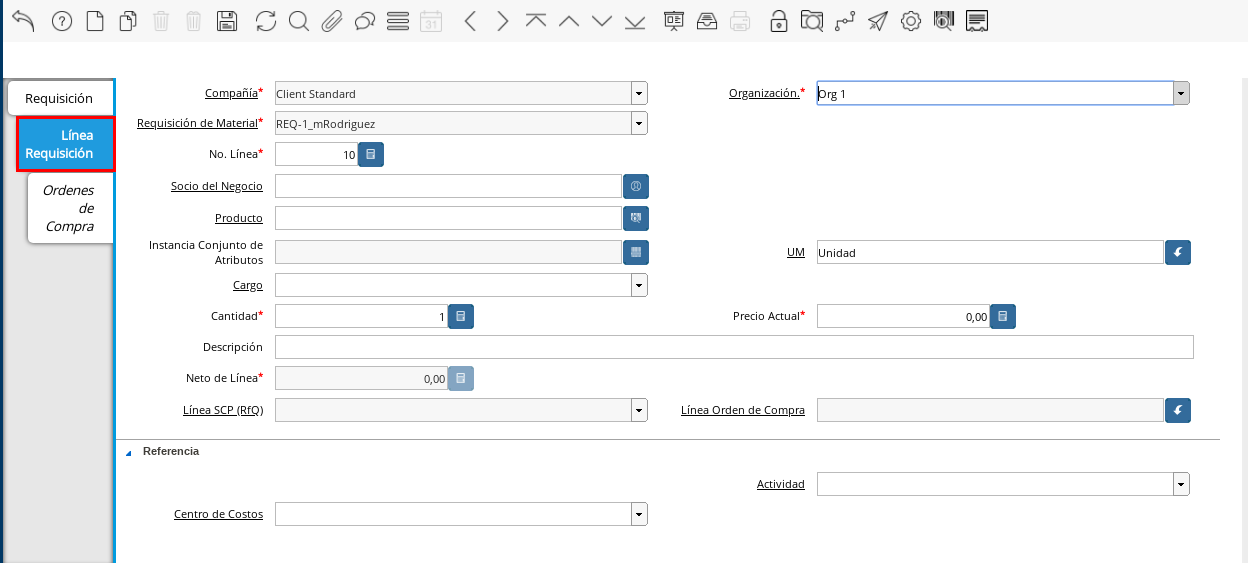 31
Requisición
Línea
Requisición
Ordenes
de
Compra
Compañía*
Client Standard
Organización.*
Org 1
Requisición de Material*
REQ-1_mRodriguez
No. Línea*
10
Socio del Negocio
Producto
Instancia Conjunto de
Atributos
UM
Unidad
Cargo
Cantidad*
1
Precio Actual*
0,00
Descripción
Neto de Línea*
0,00
Línea SCP (RfQ)
Línea Orden de Compra
Referencia
Actividad
Centro de Costos